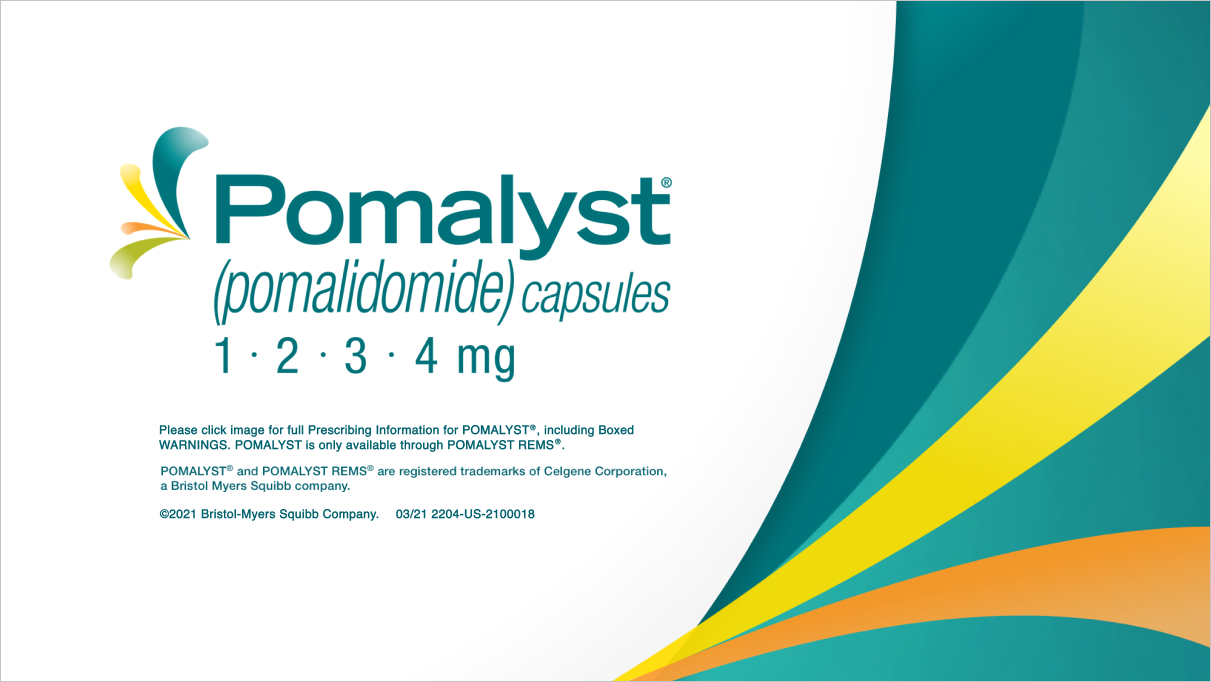 Pomalyst®
(pomalidomide) capsules
1 · 2 · 3 · 4 mg
Please click image for full Prescribing Information for POMALYST®, including Boxed
WARNINGS. POMALYST is only available through POMALYST REMS®.
POMALYST® and POMALYST REMS® are registered trademarks of Celgene Corporation,
a Bristol Myers Squibb company.
©2021 Bristol-Myers Squibb Company. 03/21 2204-US-2100018